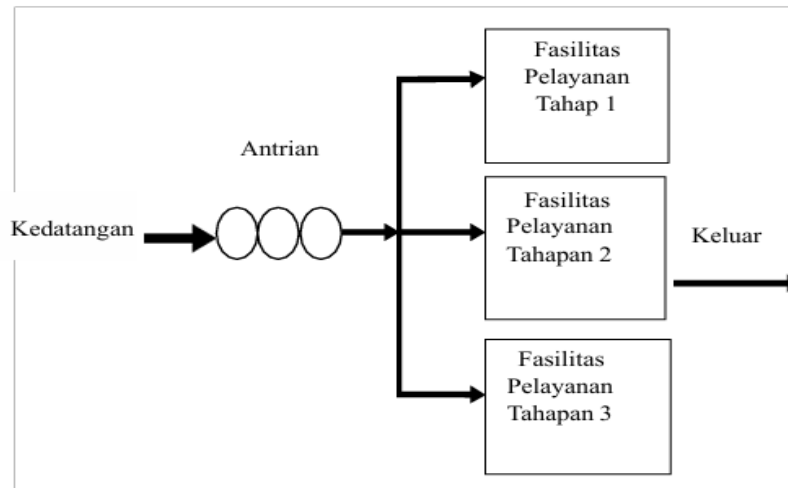 Kedatangan
Antrian
Fasilitas
Pelayanan
Tahap 1
Fasilitas
Pelayanan
Tahapan 2
Fasilitas
Pelayanan
Tahapan 3
Keluar